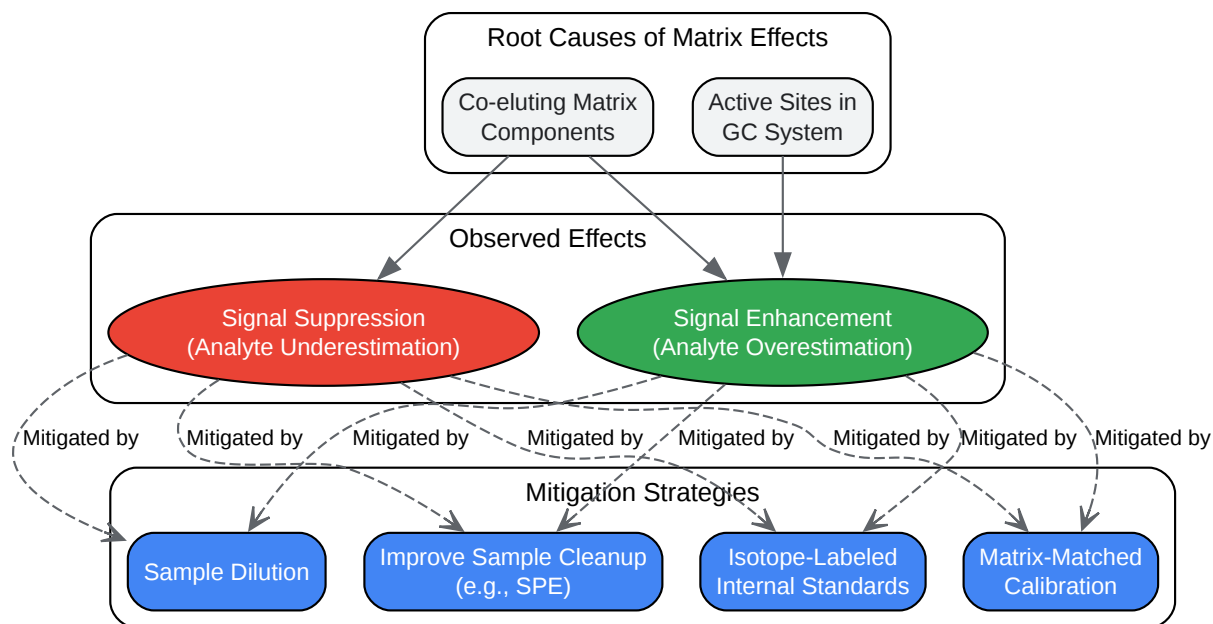 Root Causes of Matrix Effects
Co-eluting Matrix
Components
Active Sites in
GC System
Observed Effects
Signal Suppression
(Analyte Underestimation)
Signal Enhancement
(Analyte Overestimation)
Mitigated by
Mitigated by
Mitigated by
Mitigated by
Mitigated by
Mitigated by
Mitigated by
Mitigated by
Mitigation Strategies
Sample Dilution
Improve Sample Cleanup
(e.g., SPE)
Isotope-Labeled
Internal Standards
Matrix-Matched
Calibration